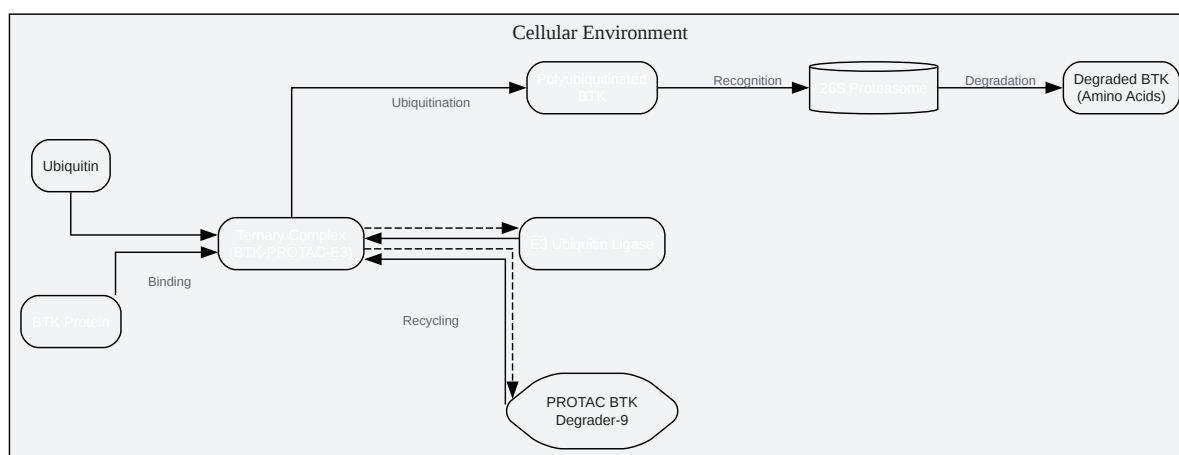 Cellular Environment
Polyubiquitinated
BTK
Recognition
26S Proteasome
Degradation
Degraded BTK
(Amino Acids)
Ubiquitination
Ubiquitin
Ternary Complex
(BTK-PROTAC-E3)
E3 Ubiquitin Ligase
Binding
BTK Protein
Recycling
PROTAC BTK
Degrader-9